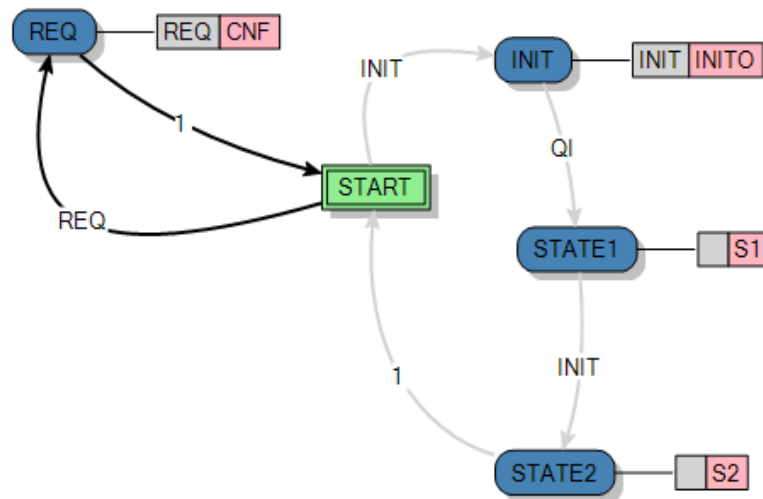 REQ
REQ CNF
INIT
INIT
INIT INITO
1
QI
START
REQ
STATE1
S1
INIT
1
STATE2
S2